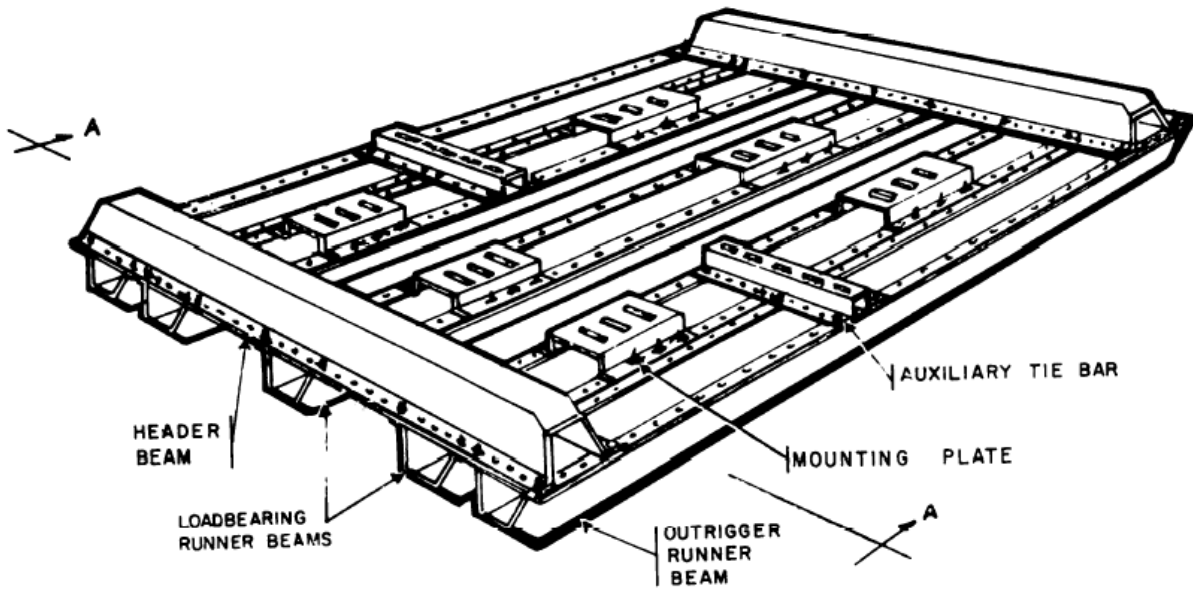 A
AUXILIARY TIE BAR
HEADER
BEAM
MOUNTING PLATE
LOADBEARING
RUNNER BEAMS
A
OUTRIGGER
RUNNER
BEAM